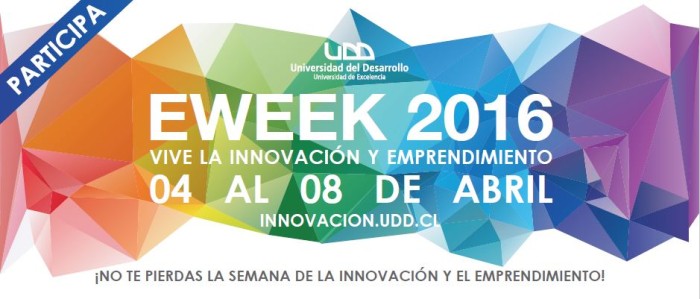 PARTICIPA
UDD
Universidad del Desarrollo
Universidad de Excelencia
EWEEK 2016
VIVE LA INNOVACIÓN Y EMPRENDIMIENTO
04 AL 08 DE ABRIL
INNOVACION.UDD.CL
¡NO TE PIERDAS LA SEMANA DE LA INNOVACIÓN Y EL EMPRENDIMIENTO!